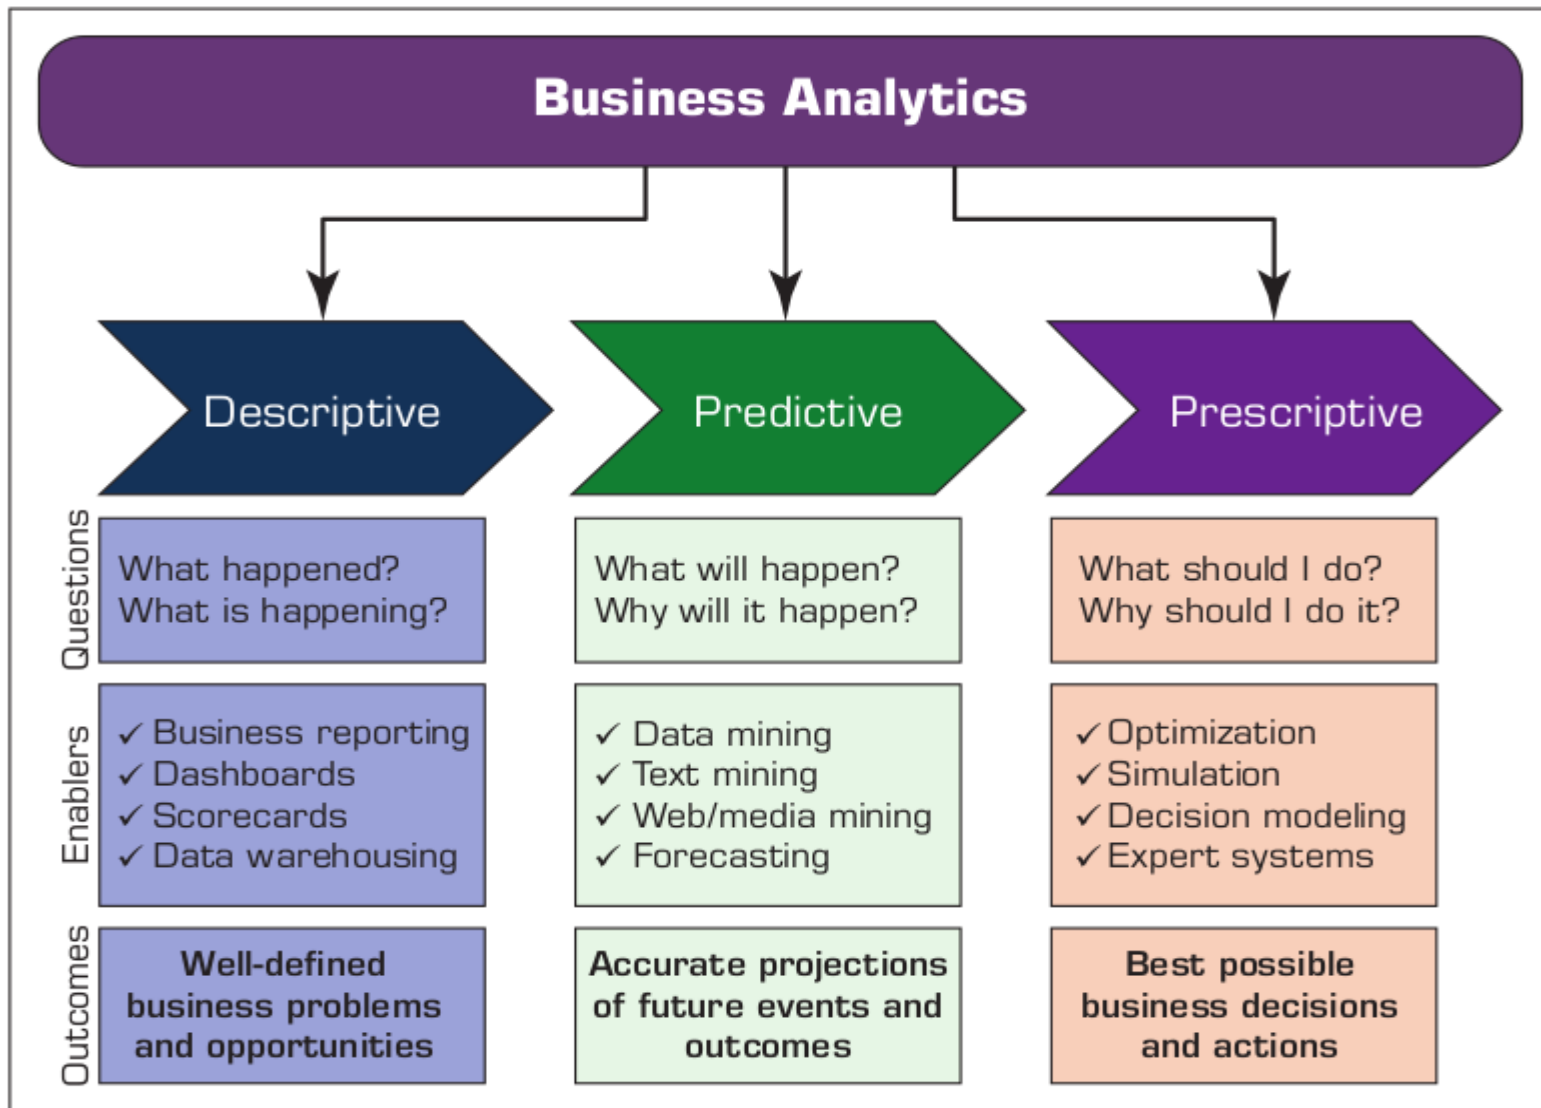 Business Analytics
Descriptive
Predictive
Prescriptive
Questions
What happened?
What is happening?
What will happen?
Why will it happen?
What should I do?
Why should I do it?
Enablers
✓ Business reporting
✓ Dashboards
✓ Scorecards
✓ Data warehousing
✓ Data mining
✓ Text mining
✓ Web/media mining
✓ Forecasting
✓ Optimization
✓ Simulation
✓ Decision modeling
✓ Expert systems
Outcomes
Well-defined
business problems
and opportunities
Accurate projections
of future events and
outcomes
Best possible
business decisions
and actions